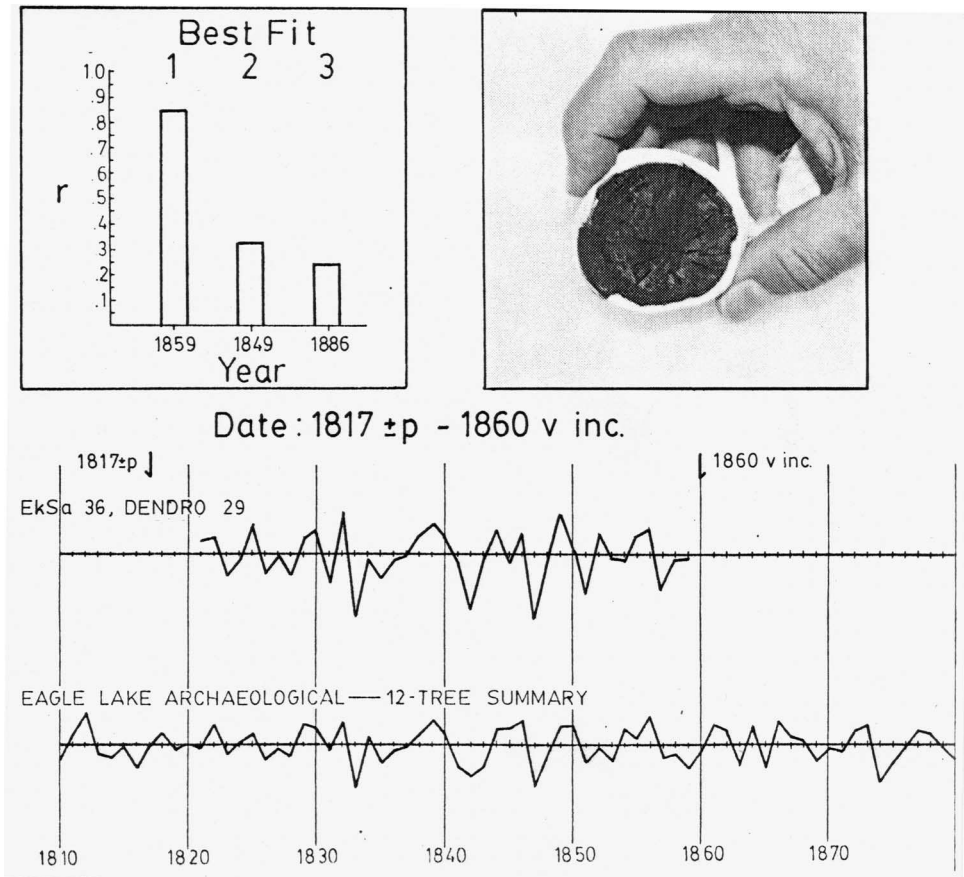 Best Fit
1 2 3
1.0
.9
.8
.7
.6
.5
.4
.3
.2
.1
r
1859 1849 1886
Year
Date: 1817 ±p - 1860 v inc.
1817±p 1860 v inc.
EkSa 36, DENDRO 29
EAGLE LAKE ARCHAEOLOGICAL — 12-TREE SUMMARY
1810 1820 1830 1840 1850 1860 1870